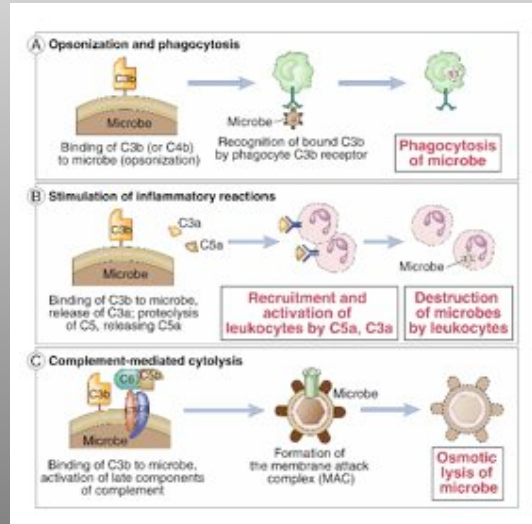 A Opsonization and phagocytosis
C3b
Microbe
Binding of C3b (or C4b)
to microbe (opsonization)
Microbe
Recognition of bound C3b
by phagocyte C3b receptor
Phagocytosis
of microbe
B Stimulation of inflammatory reactions
C3b
C3a
C5a
Microbe
Binding of C3b to microbe,
release of C3a; proteolysis
of C5, releasing C5a
Recruitment and
activation of
leukocytes by C5a, C3a
Microbe
Destruction
of microbes
by leukocytes
C Complement-mediated cytolysis
C3b
C6
C5b
Microbe
Binding of C3b to microbe,
activation of late components
of complement
Microbe
Formation of
the membrane attack
complex (MAC)
Osmotic
lysis of
microbe